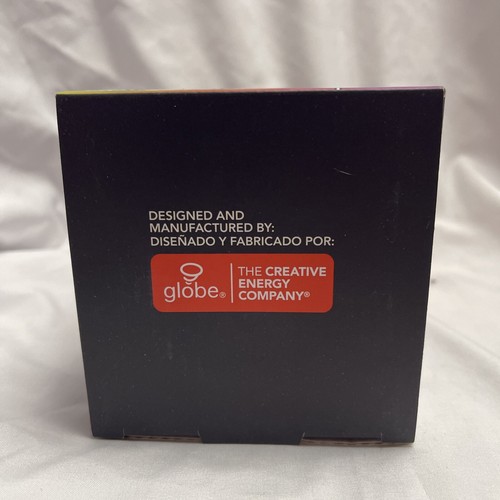 DESIGNED AND
MANUFACTURED BY:
DISEÑADO Y FABRICADO POR:
globe®
THE CREATIVE
ENERGY
COMPANY®